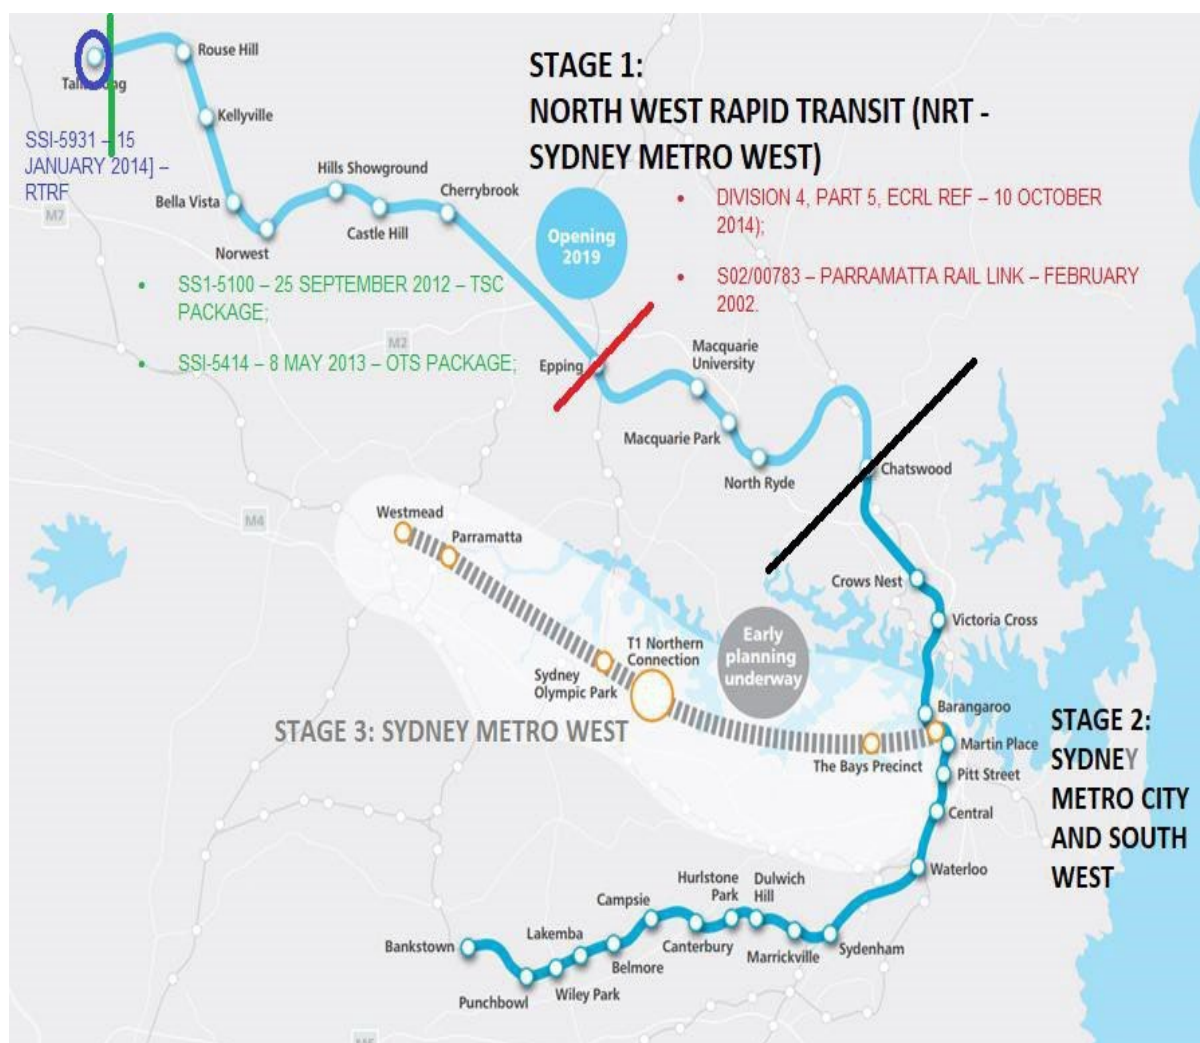 Rouse Hill
Kellyville
SSI-5931 – 15
JANUARY 2014] –
RTRF
M7
Bella Vista
Norwest
Hills Showground
Castle Hill
Cherrybrook
STAGE 1:
NORTH WEST RAPID TRANSIT (NRT -
SYDNEY METRO WEST)
• DIVISION 4, PART 5, ECRL REF – 10 OCTOBER
2014);
• S02/00783 – PARRAMATTA RAIL LINK – FEBRUARY
2002.
Opening
2019
• SS1-5100 – 25 SEPTEMBER 2012 – TSC
PACKAGE;
• SSI-5414 – 8 MAY 2013 – OTS PACKAGE;
M2
Epping
Macquarie
University
Macquarie Park
North Ryde
Chatswood
M4
Westmead
Parramatta
Crows Nest
Victoria Cross
T1 Northern
Connection
Sydney
Olympic Park
Early
planning
underway
STAGE 3: SYDNEY METRO WEST
Barangaroo
Martin Place
The Bays Precinct
Pitt Street
Central
Waterloo
STAGE 2:
SYDNEY
METRO CITY
AND SOUTH
WEST
Hurlstone
Park
Dulwich
Hill
Campsie
Lakemba
Bankstown
Canterbury
Marrickville
Sydenham
Belmore
Wiley Park
Punchbowl